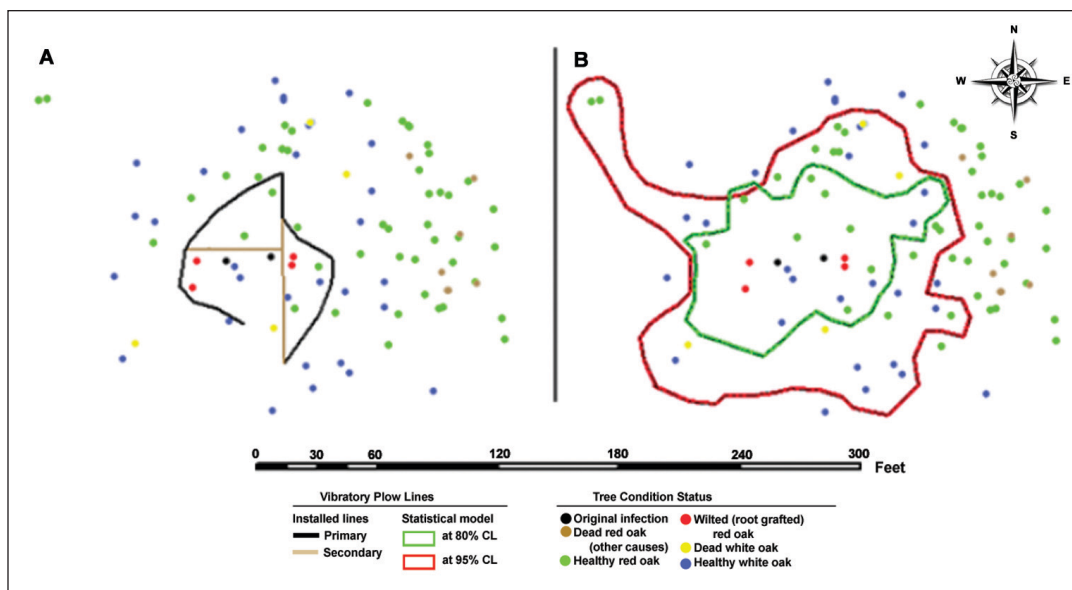 A
B
N
W
E
S
0
30
60
120
180
240
300
Feet
Vibratory Plow Lines
Installed lines
Primary
Secondary
Statistical model
at 80% CL
at 95% CL
Tree Condition Status
Original infection
Dead red oak
(other causes)
Healthy red oak
Wilted (root grafted)
red oak
Dead white oak
Healthy white oak